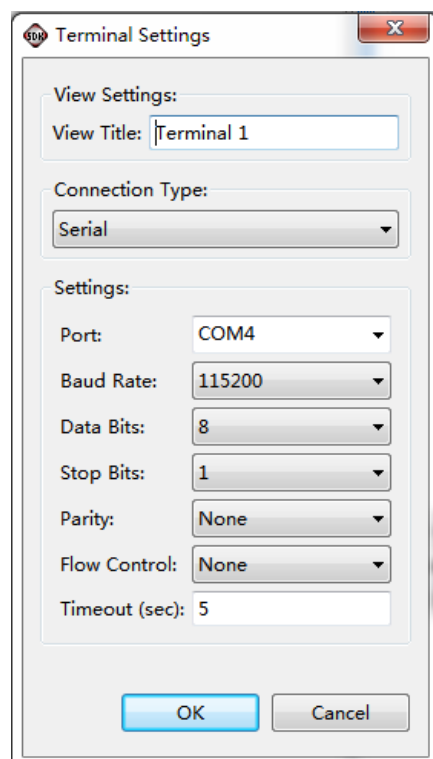 SDK Terminal Settings X
View Settings:
View Title: Terminal 1
Connection Type:
Serial
Settings:
Port: COM4
Baud Rate: 115200
Data Bits: 8
Stop Bits: 1
Parity: None
Flow Control: None
Timeout (sec): 5
OK Cancel